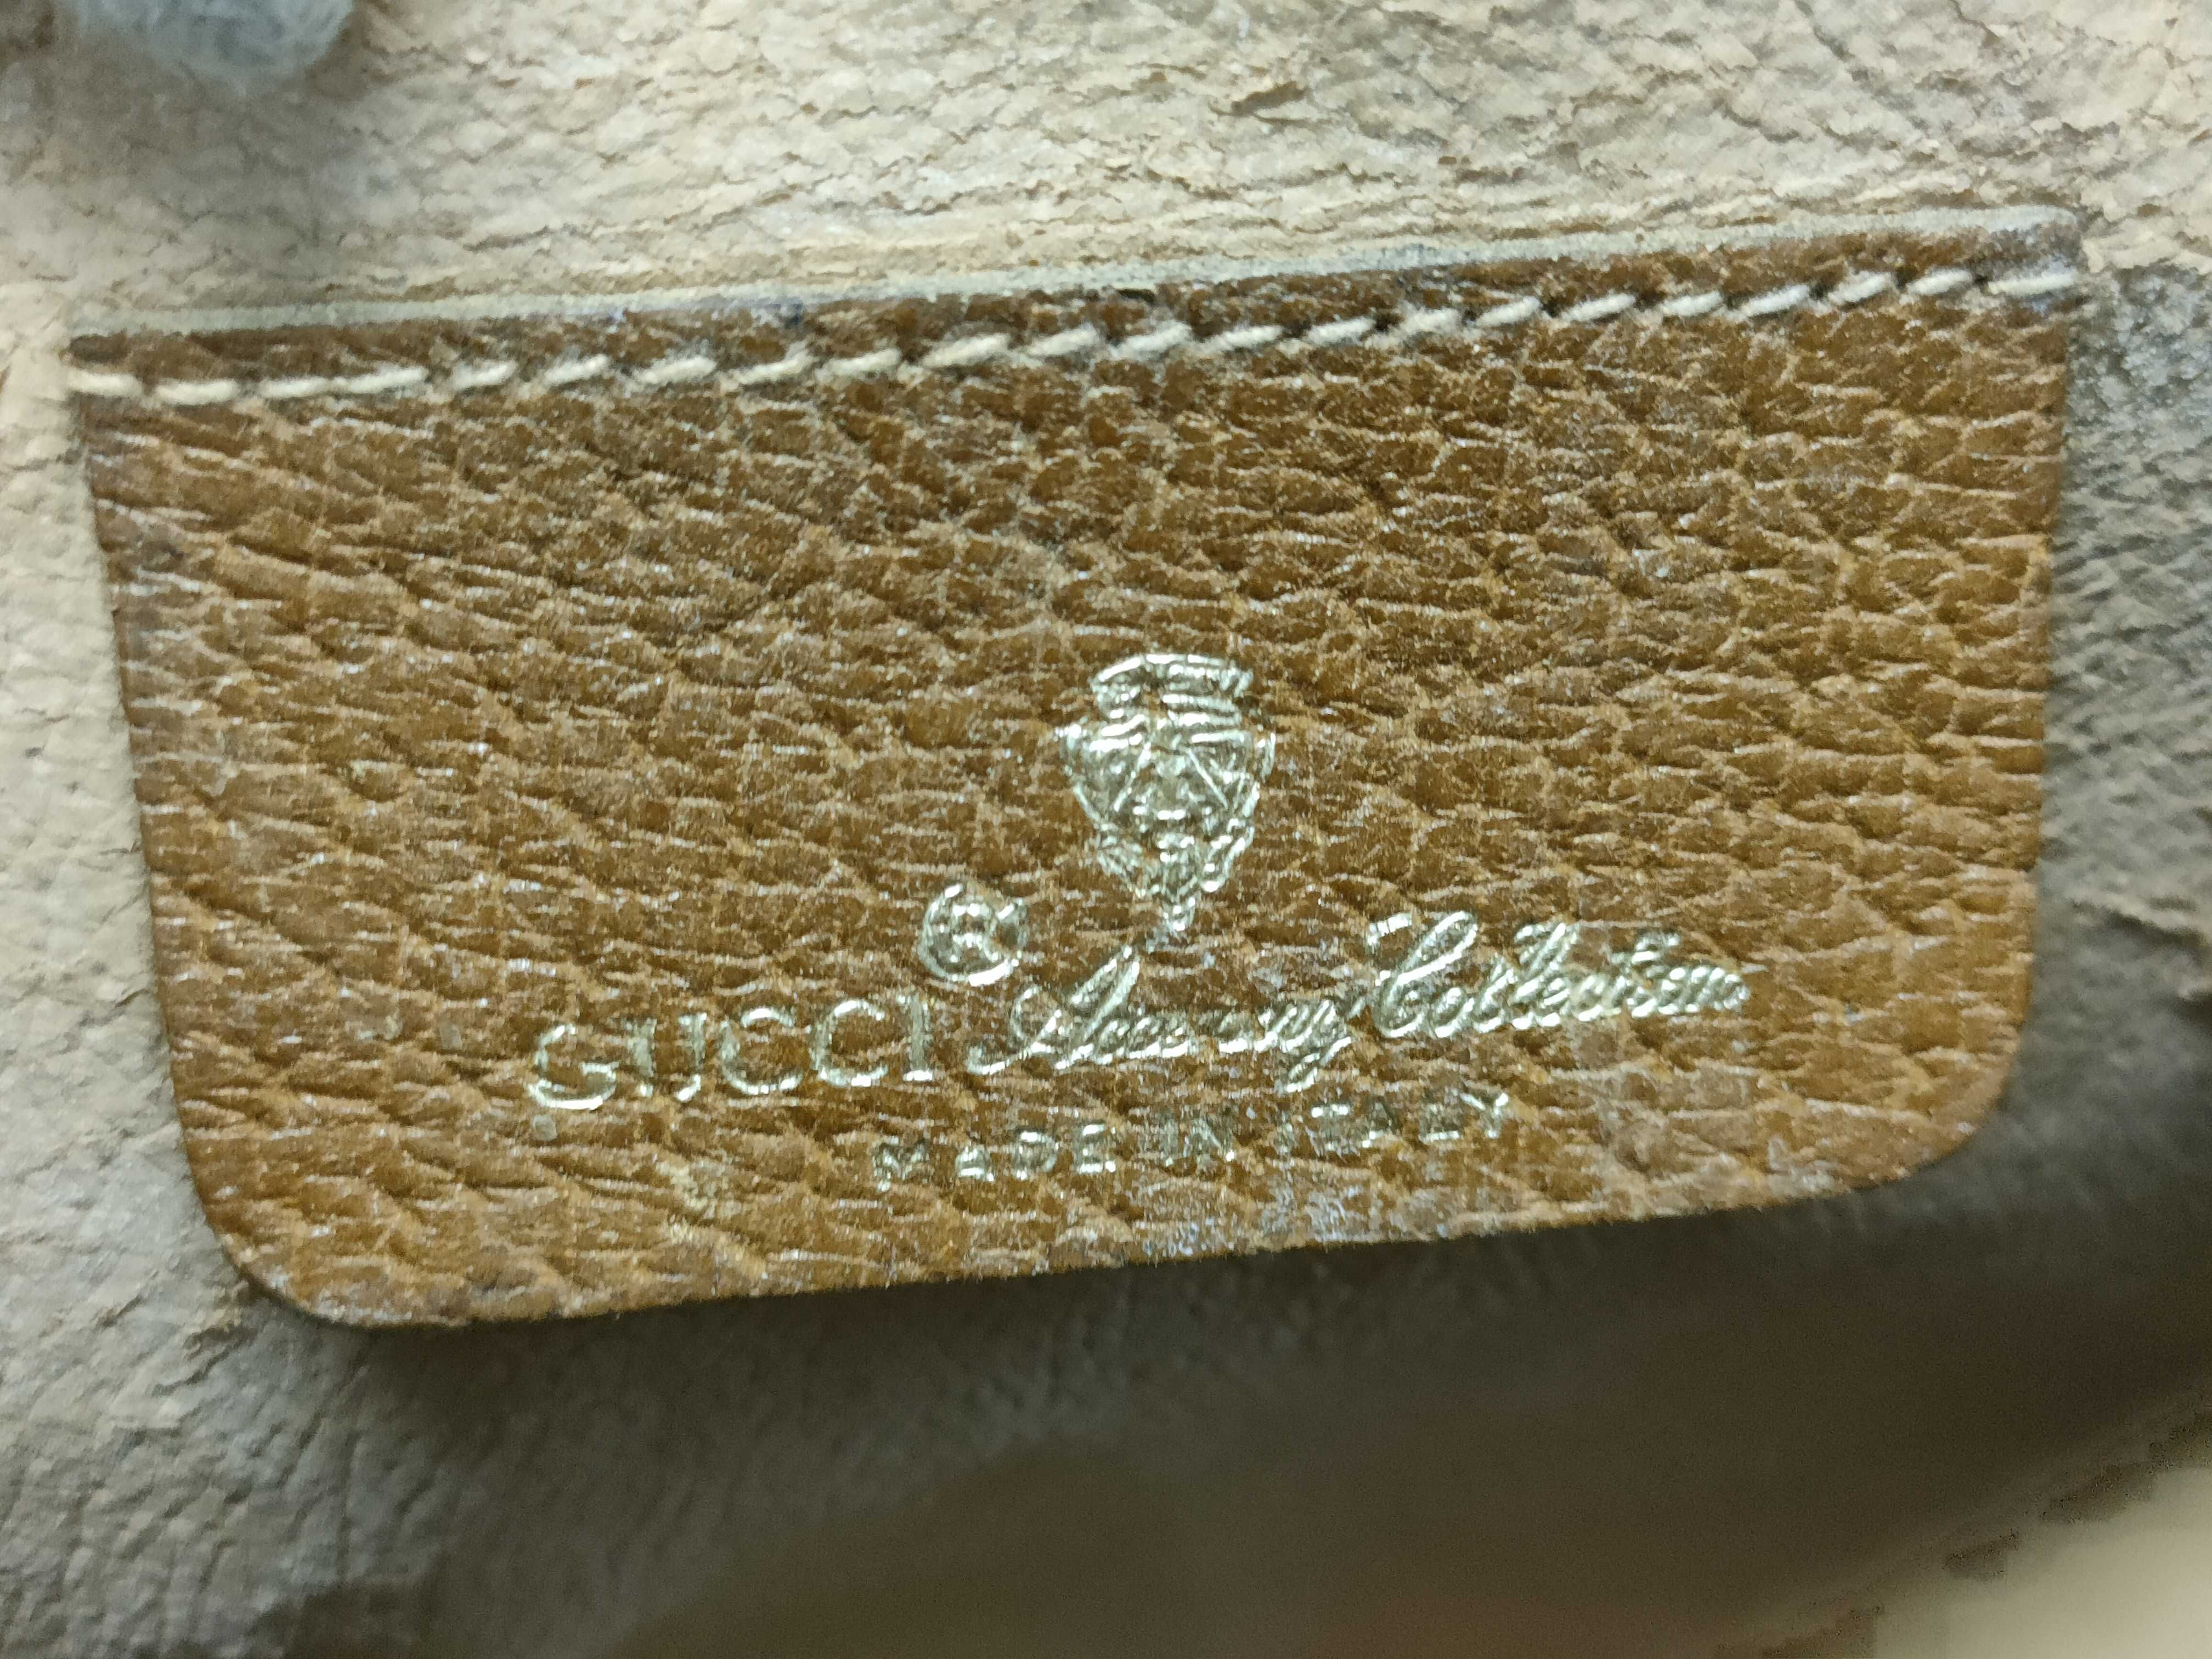 ®
GUCCI Accessory Collection
MADE IN ITALY